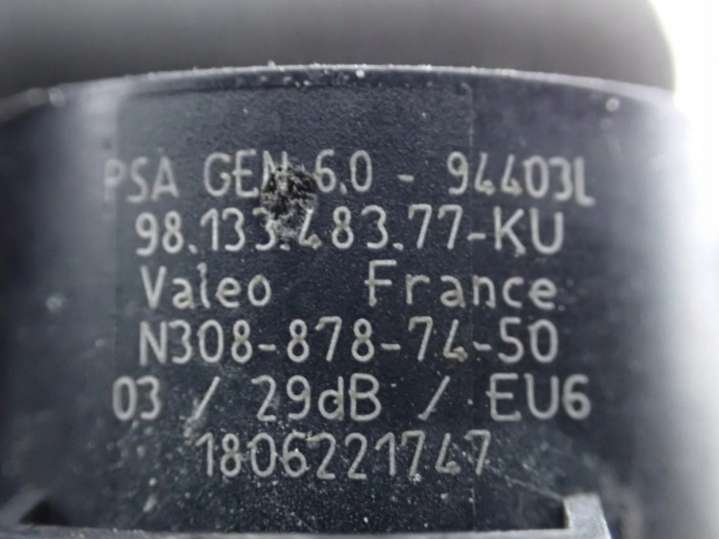 PSA GEN 6.0 - 94403L
98.133.483.77-KU
Valeo France
N308-878-74-50
03 / 29dB / EU6
1806221747